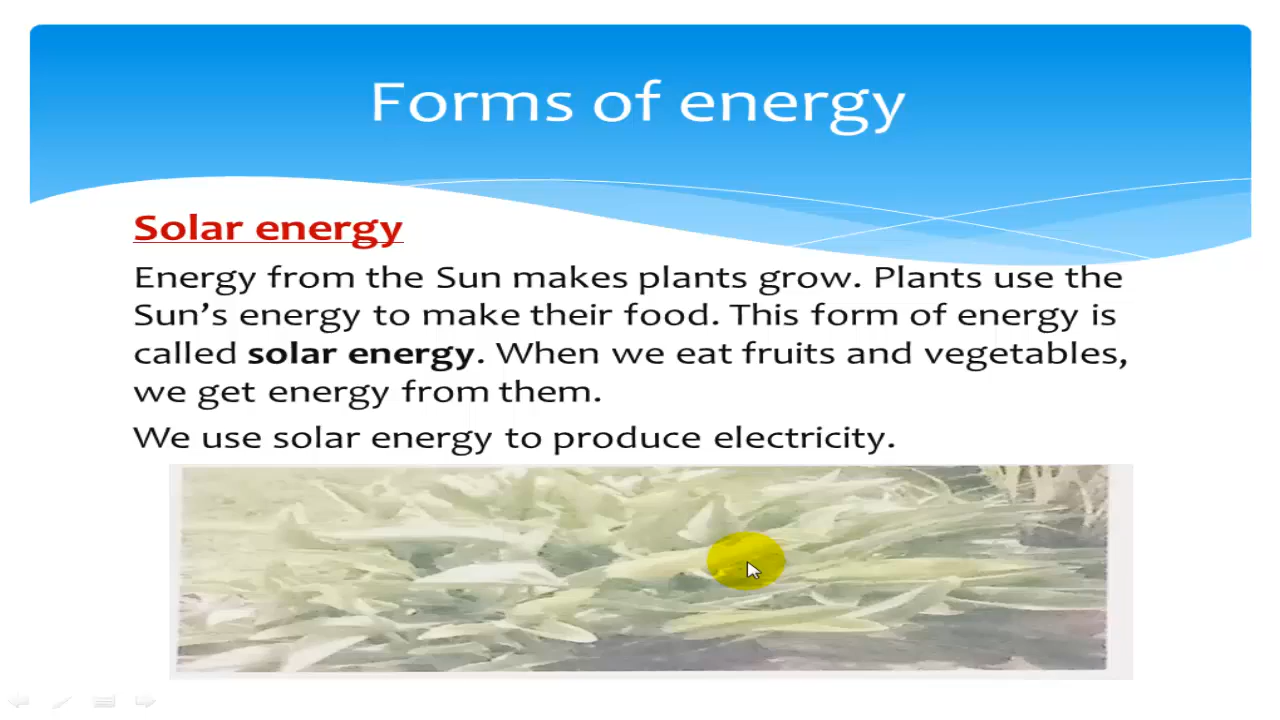 Forms of energy
Solar energy
Energy from the Sun makes plants grow. Plants use the
Sun’s energy to make their food. This form of energy is
called solar energy. When we eat fruits and vegetables,
we get energy from them.
We use solar energy to produce electricity.